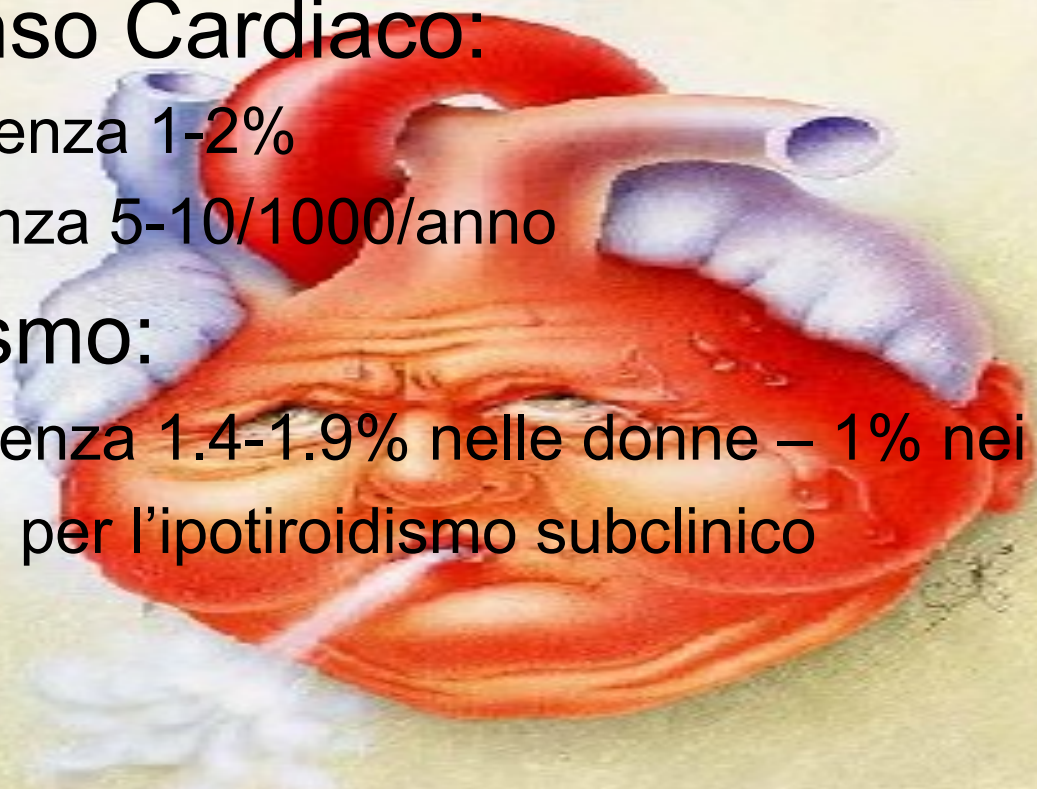 nso Cardiaco:
enza 1-2%
nza 5-10/1000/anno
smo:
enza 1.4-1.9% nelle donne – 1% nei
per l’ipotiroidismo subclinico